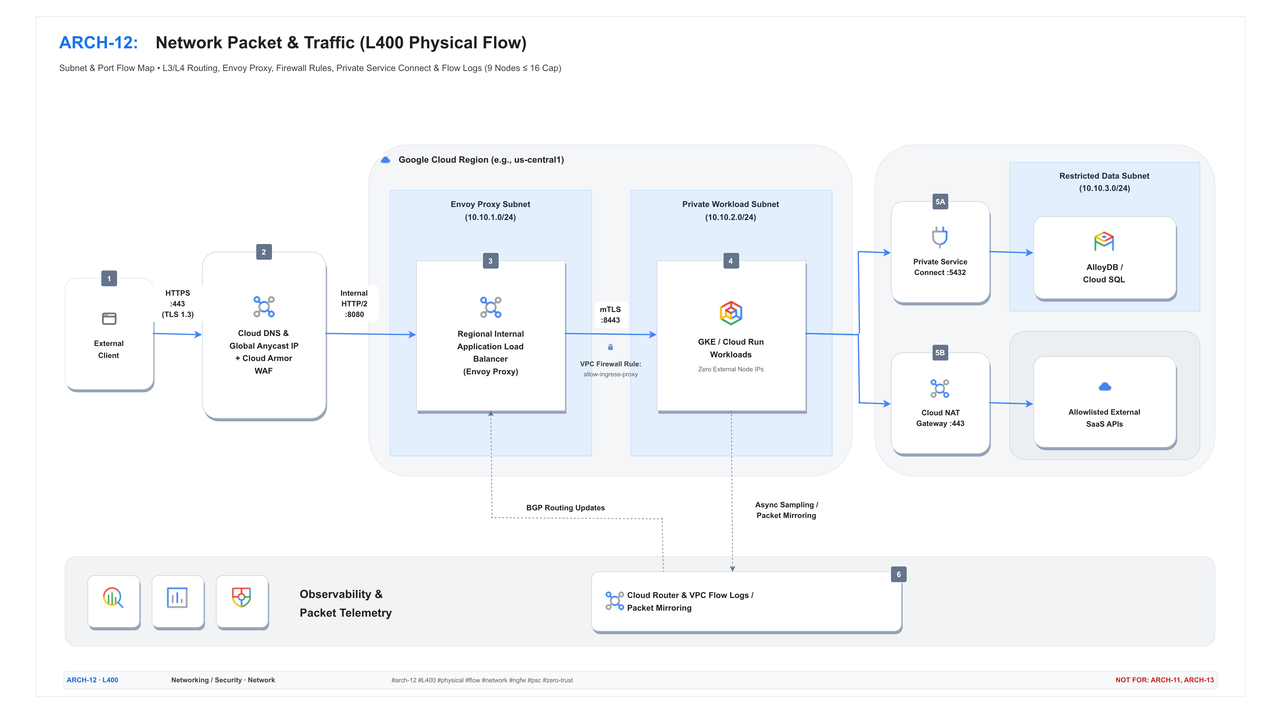 ARCH-12: Network Packet & Traffic (L400 Physical Flow)
Subnet & Port Flow Map • L3/L4 Routing, Envoy Proxy, Firewall Rules, Private Service Connect & Flow Logs (9 Nodes ≤ 16 Cap)
1
External
Client
HTTPS
:443
(TLS 1.3)
2
Cloud DNS &
Global Anycast IP
+ Cloud Armor
WAF
Internal
HTTP/2
:8080
Google Cloud Region (e.g., us-central1)
Envoy Proxy Subnet
(10.10.1.0/24)
3
Regional Internal
Application Load
Balancer
(Envoy Proxy)
mTLS
:8443
VPC Firewall Rule:
allow-ingress-proxy
Private Workload Subnet
(10.10.2.0/24)
4
GKE / Cloud Run
Workloads
Zero External Node IPs
5A
Private Service
Connect :5432
Restricted Data Subnet
(10.10.3.0/24)
AlloyDB /
Cloud SQL
5B
Cloud NAT
Gateway :443
Allowlisted External
SaaS APIs
BGP Routing Updates
Async Sampling /
Packet Mirroring
Observability &
Packet Telemetry
6
Cloud Router & VPC Flow Logs /
Packet Mirroring
ARCH-12 · L400
Networking / Security · Network
#arch-12 #L400 #physical #flow #network #ngfw #psc #zero-trust
NOT FOR: ARCH-11, ARCH-13